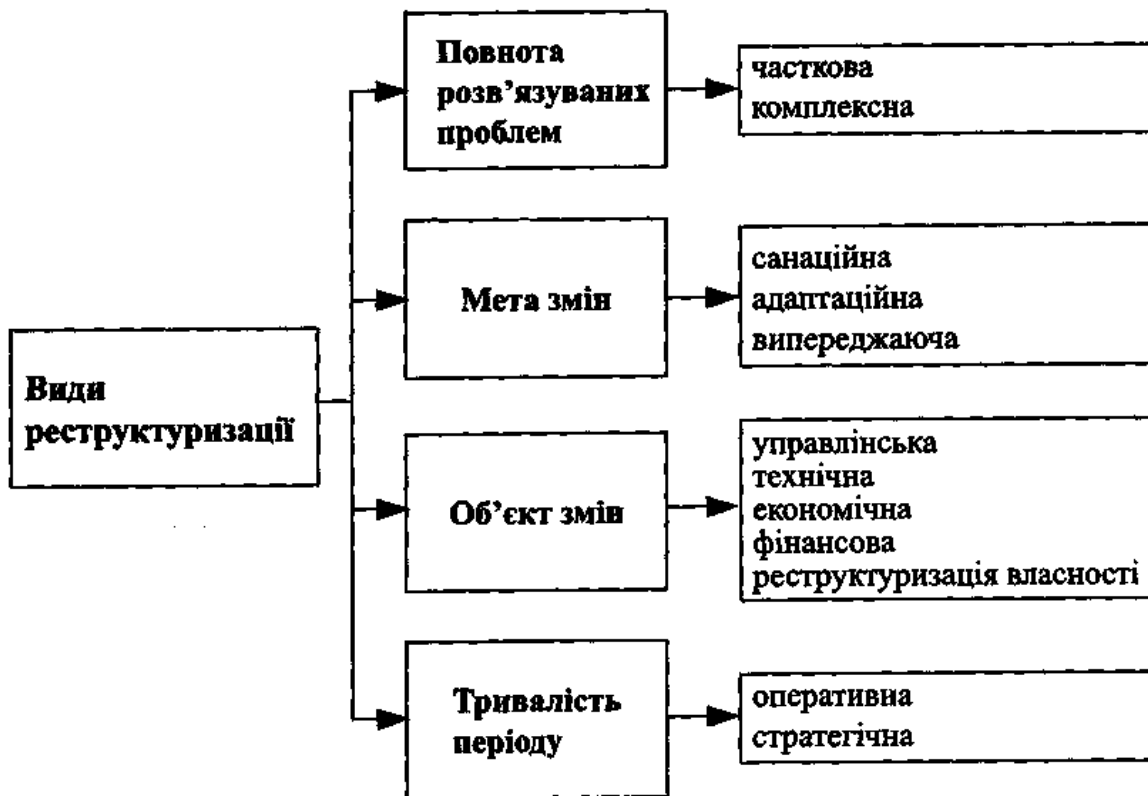 Види
реструктуризації
Повнота
розв’язуваних
проблем
часткова
комплексна
Мета змін
санаційна
адаптаційна
випереджаюча
Об’єкт змін
управлінська
технічна
економічна
фінансова
реструктуризація власності
Тривалість
періоду
оперативна
стратегічна